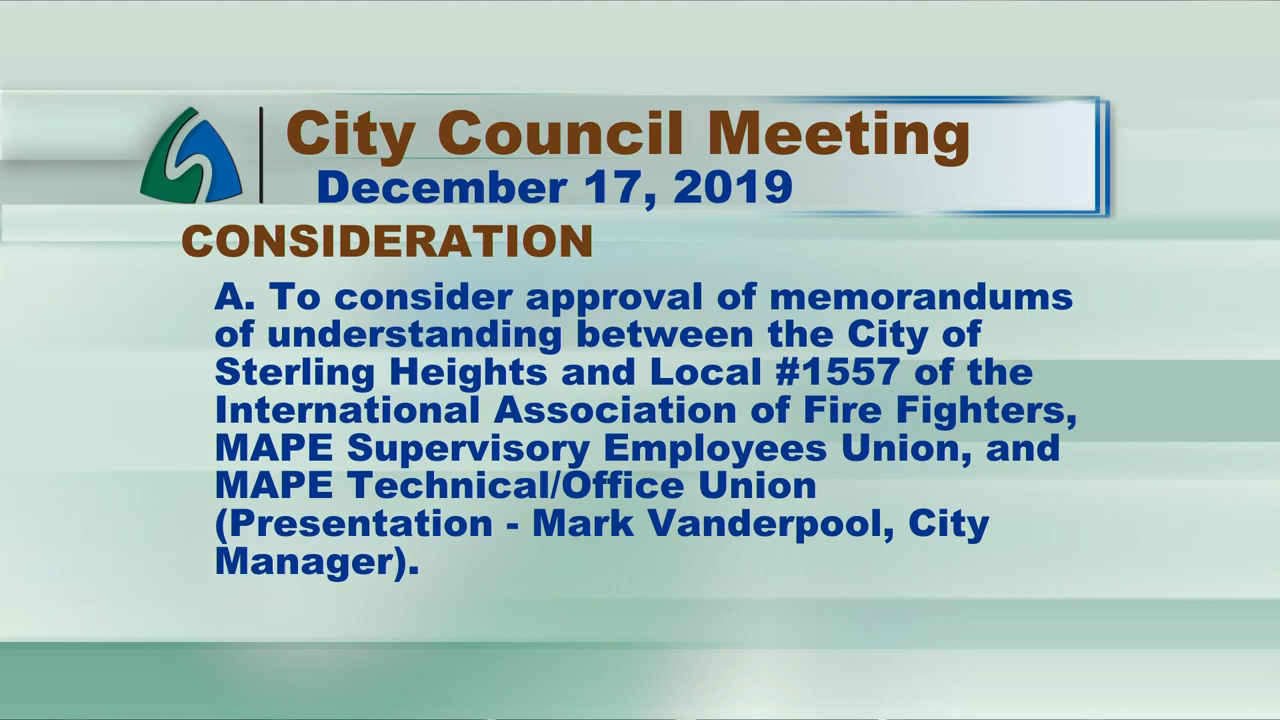 City Council Meeting
December 17, 2019
CONSIDERATION
A. To consider approval of memorandums
of understanding between the City of
Sterling Heights and Local #1557 of the
International Association of Fire Fighters,
MAPE Supervisory Employees Union, and
MAPE Technical/Office Union
(Presentation - Mark Vanderpool, City
Manager).